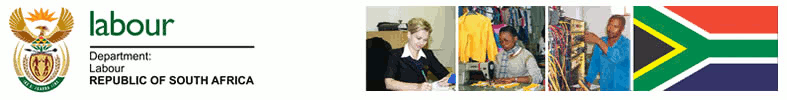 labour
Department:
Labour
REPUBLIC OF SOUTH AFRICA